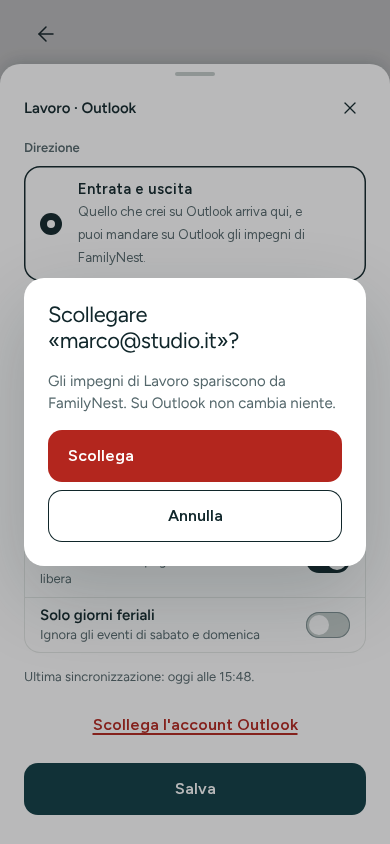 Lavoro · Outlook
Direzione
Entrata e uscita
Quello che crei su Outlook arriva qui, e
puoi mandare su Outlook gli impegni di
FamilyNest.
Scollegare
«marco@studio.it»?
Gli impegni di Lavoro spariscono da
FamilyNest. Su Outlook non cambia niente.
Scollega
Annulla
libera
Solo giorni feriali
Ignora gli eventi di sabato e domenica
Ultima sincronizzazione: oggi alle 15:48.
Scollega l'account Outlook
Salva